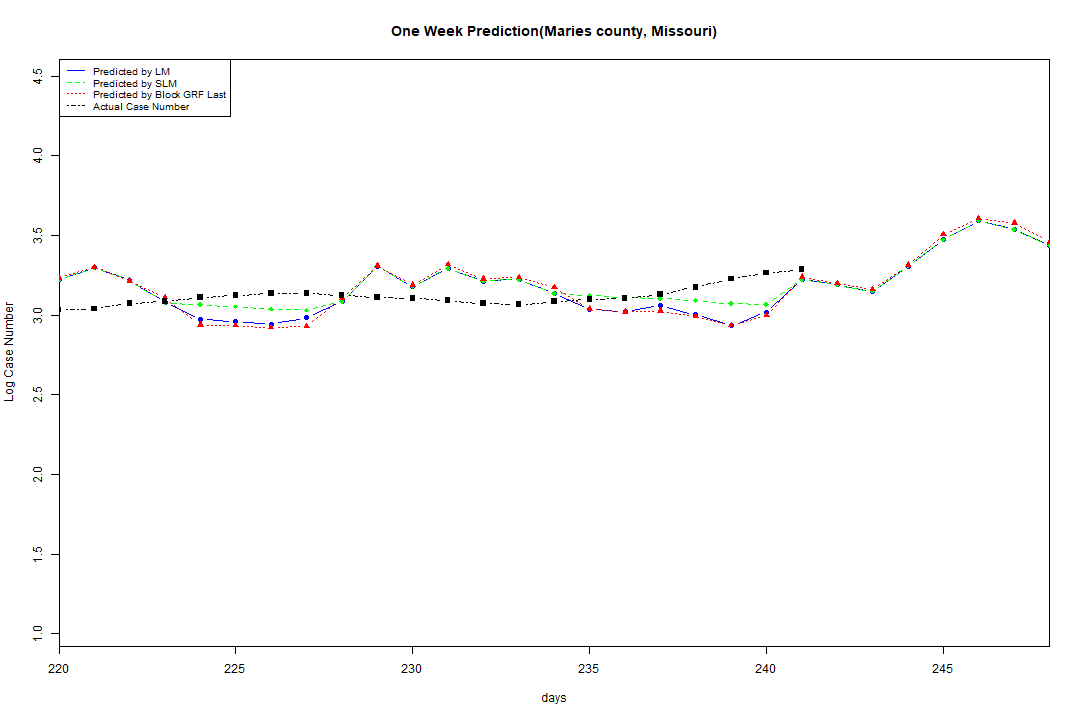 One Week Prediction(Maries county, Missouri)
Predicted by LM
Predicted by SLM
Predicted by Block GRF Last
Actual Case Number
Log Case Number
4.5
4.0
3.5
3.0
2.5
2.0
1.5
1.0
220 225 230 235 240 245
days